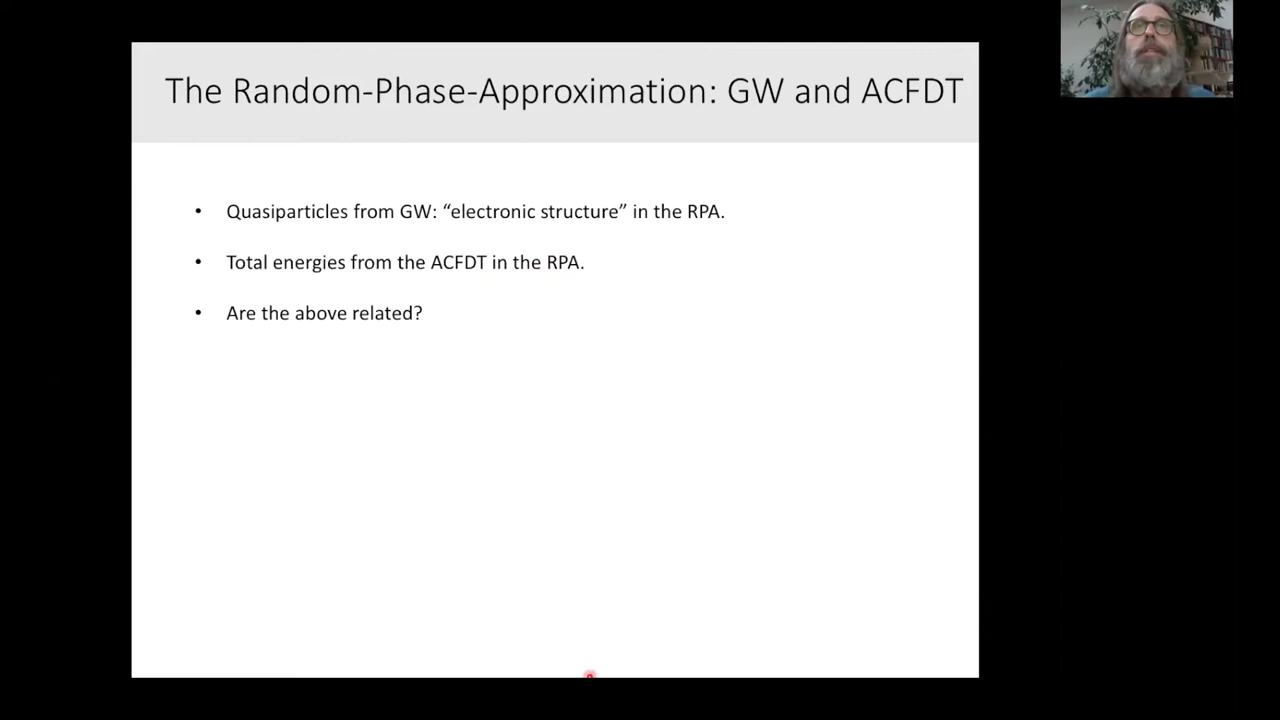 The Random-Phase-Approximation: GW and ACFDT
• Quasiparticles from GW: “electronic structure” in the RPA.
• Total energies from the ACFDT in the RPA.
• Are the above related?